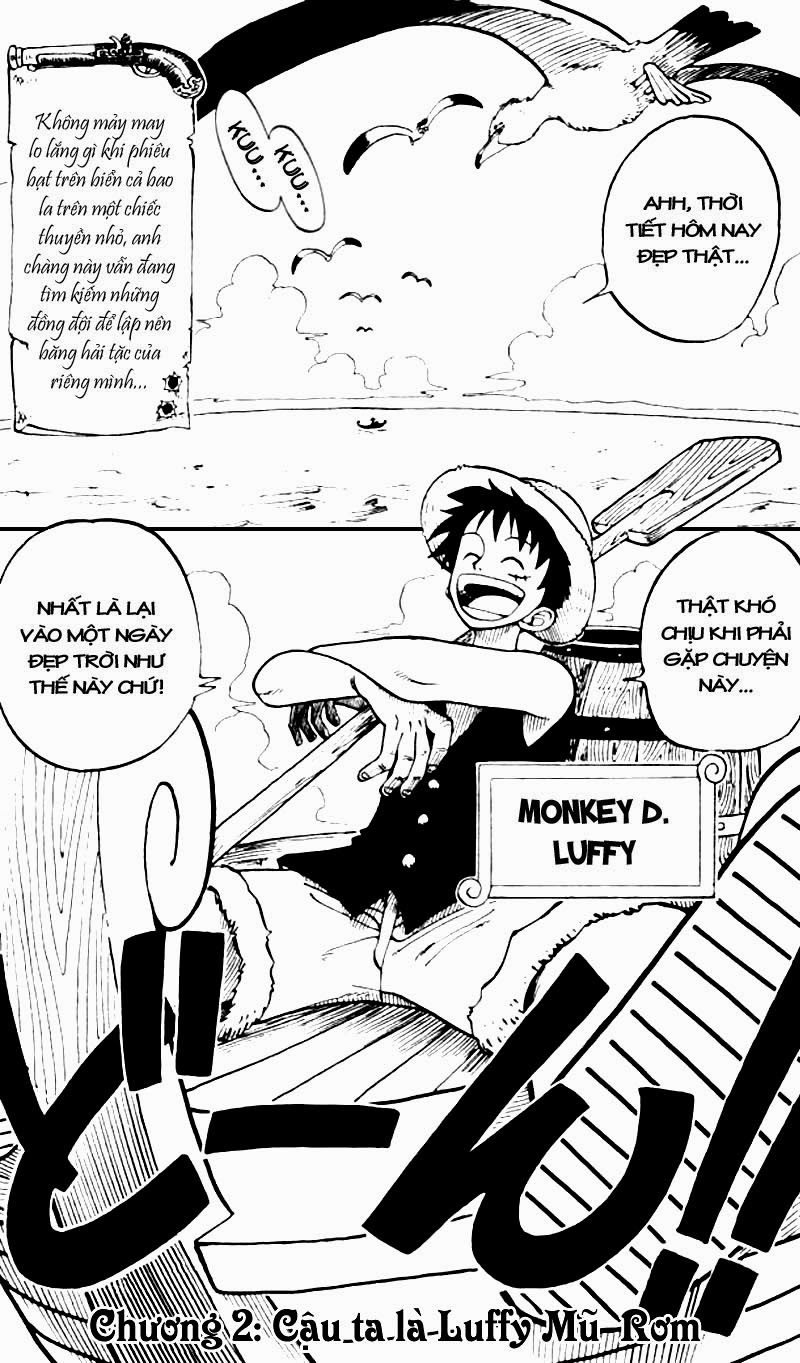 Không mảy may
lo lắng gì khi phiêu
bạt trên biển cả bao
la trên một chiếc
thuyền nhỏ, anh
chàng này vẫn đang
tìm kiếm những
đồng đội để lập nên
băng hải tặc của
riêng mình...
KUU...
KUU...
AHH, THỜI
TIẾT HÔM NAY
ĐẸP THẬT...
THẬT KHÓ
CHỊU KHI PHẢI
GẶP CHUYỆN
NÀY...
NHẤT LÀ LẠI
VÀO MỘT NGÀY
ĐẸP TRỜI NHƯ
THẾ NÀY CHỨ!
MONKEY D.
LUFFY
どーん!!
Chương 2: Cậu ta là Luffy Mũ Rơm